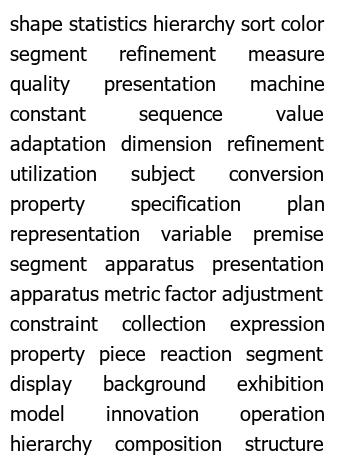 shape statistics hierarchy sort color
segment refinement measure
quality presentation machine
constant sequence value
adaptation dimension refinement
utilization subject conversion
property specification plan
representation variable premise
segment apparatus presentation
apparatus metric factor adjustment
constraint collection expression
property piece reaction segment
display background exhibition
model innovation operation
hierarchy composition structure